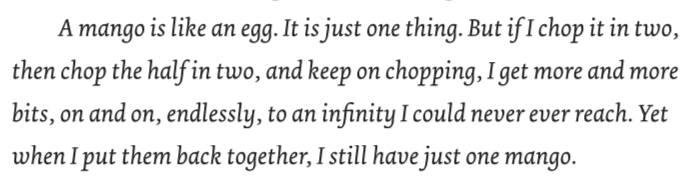 A mango is like an egg. It is just one thing. But if I chop it in two,
then chop the half in two, and keep on chopping, I get more and more
bits, on and on, endlessly, to an infinity I could never ever reach. Yet
when I put them back together, I still have just one mango.